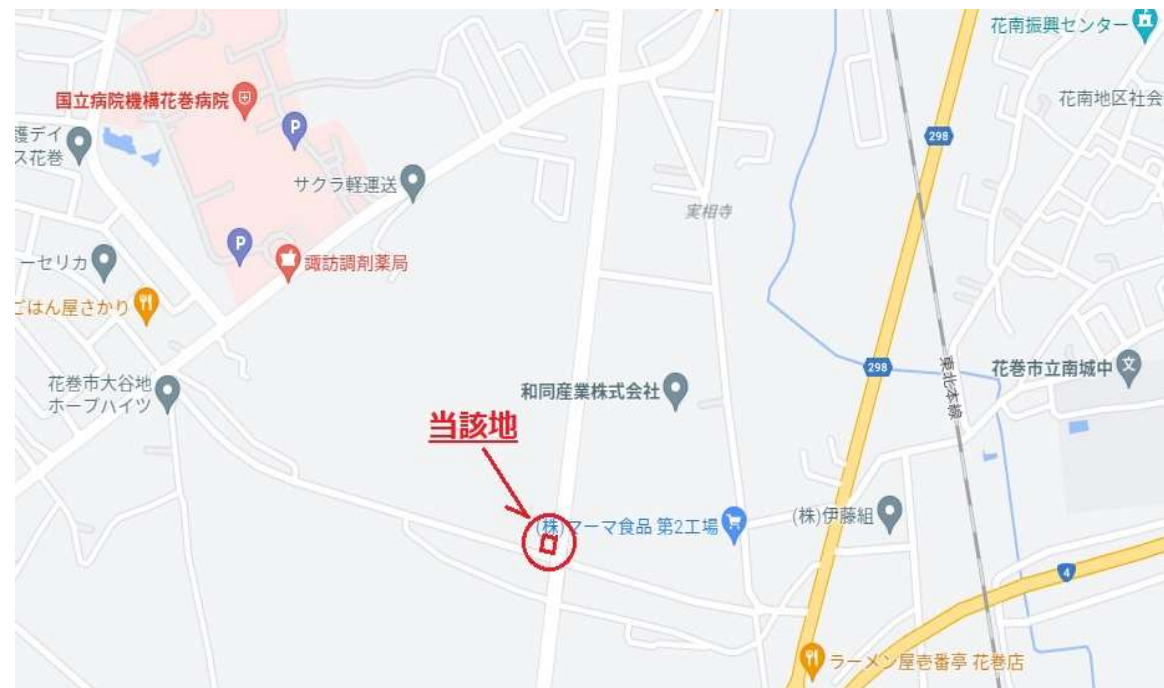 花南振興センター
国立病院機構花巻病院
花南地区社会
298
護デイ
ス花巻
P
サクラ軽運送
実相寺
P
諏訪調剤薬局
ーセリカ
ごはん屋さかり
298
東北本線
花巻市立南城中
文
花巻市大谷地
ホープハイツ
和同産業株式会社
当該地
(株)マーマ食品 第2工場
(株)伊藤組
4
ラーメン屋壱番亭 花巻店